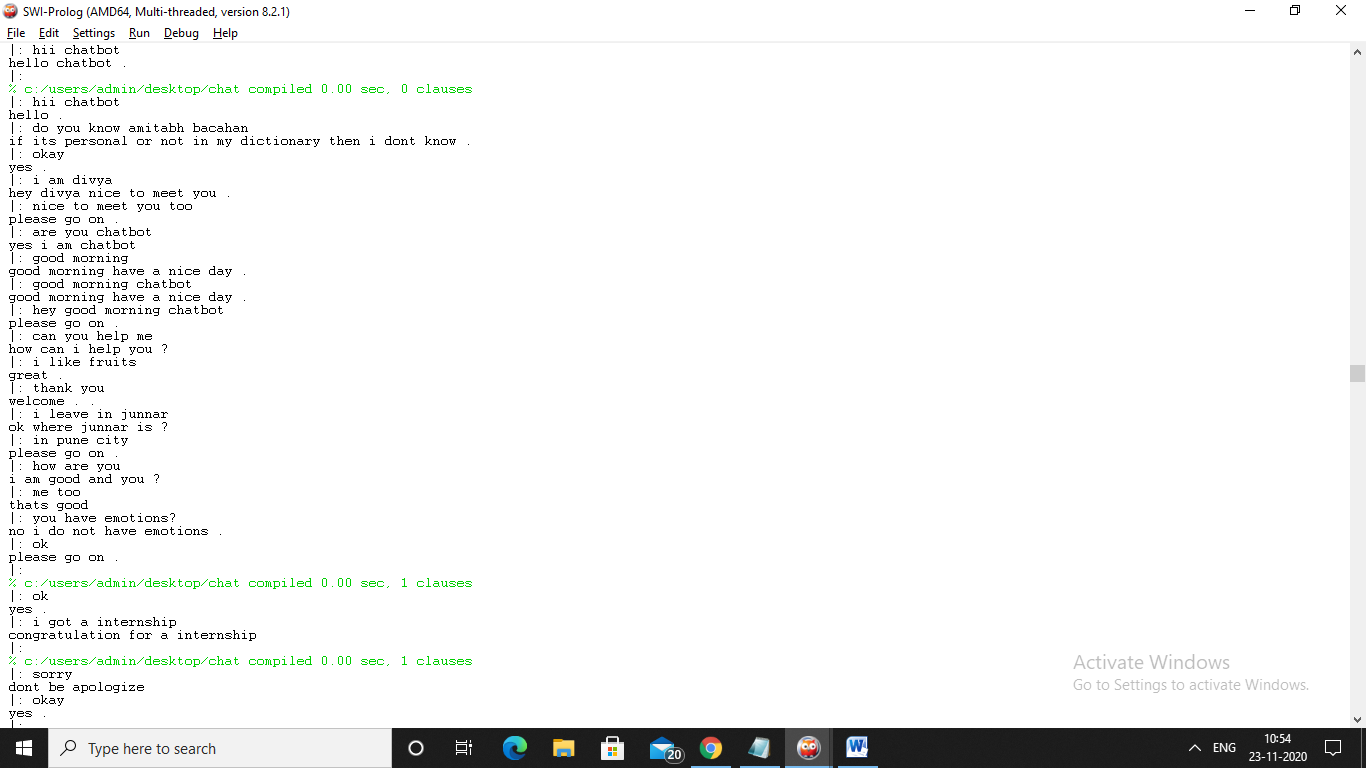 SWI-Prolog (AMD64, Multi-threaded, version 8.2.1)
File Edit Settings Run Debug Help
|: hii chatbot
hello chatbot .
|:
% c:/users/admin/desktop/chat compiled 0.00 sec, 0 clauses
|: hii chatbot
hello .
|: do you know amitabh bacahan
if its personal or not in my dictionary then i dont know .
|: okay
yes .
|: i am divya
hey divya nice to meet you .
|: nice to meet you too
please go on .
|: are you chatbot
yes i am chatbot
|: good morning
good morning have a nice day .
|: good morning chatbot
good morning have a nice day .
|: hey good morning chatbot
please go on .
|: can you help me
how can i help you ?
|: i like fruits
great .
|: thank you
welcome . .
|: i leave in junnar
ok where junnar is ?
|: in pune city
please go on .
|: how are you
i am good and you ?
|: me too
thats good
|: you have emotions?
no i do not have emotions .
|: ok
please go on .
|:
% c:/users/admin/desktop/chat compiled 0.00 sec, 1 clauses
|: ok
yes .
|: i got a internship
congratulation for a internship
|:
% c:/users/admin/desktop/chat compiled 0.00 sec, 1 clauses
|: sorry
dont be apologize
|: okay
yes .
|:
Activate Windows
Go to Settings to activate Windows.
Type here to search
20
ENG
10:54
23-11-2020